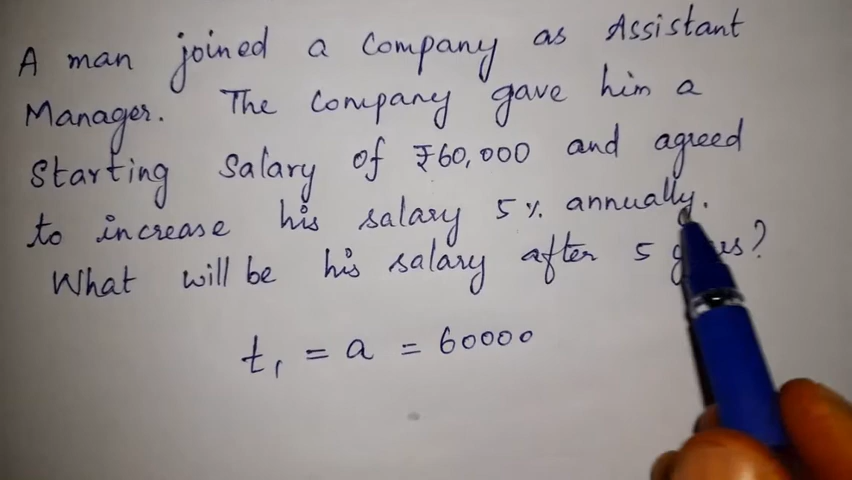 A man joined a company as Assistant
Manager. The company gave him a
starting salary of ₹60,000 and agreed
to increase his salary 5% annually.
What will be his salary after 5
t₁ = a = 60000